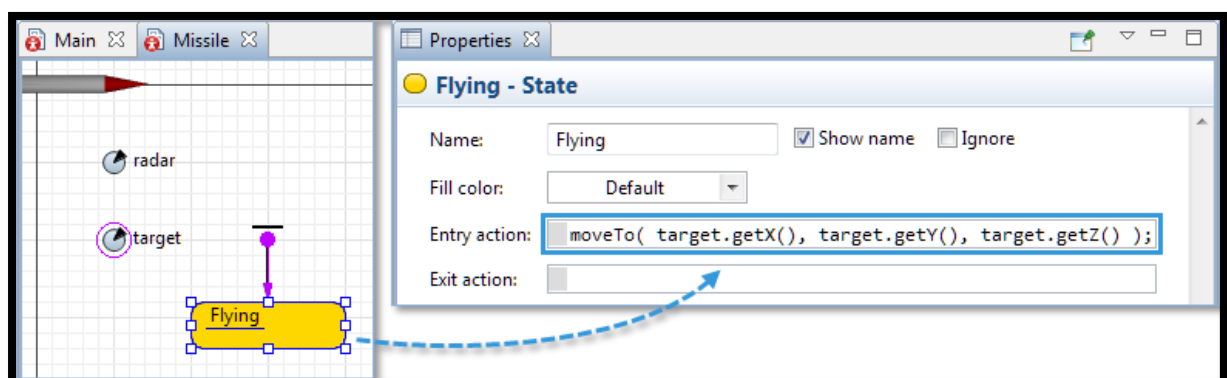 Main
Missile
radar
target
Flying
Properties
Flying - State
Name:
Flying
Show name
Ignore
Fill color:
Default
Entry action:
moveTo( target.getX(), target.getY(), target.getZ() );
Exit action: